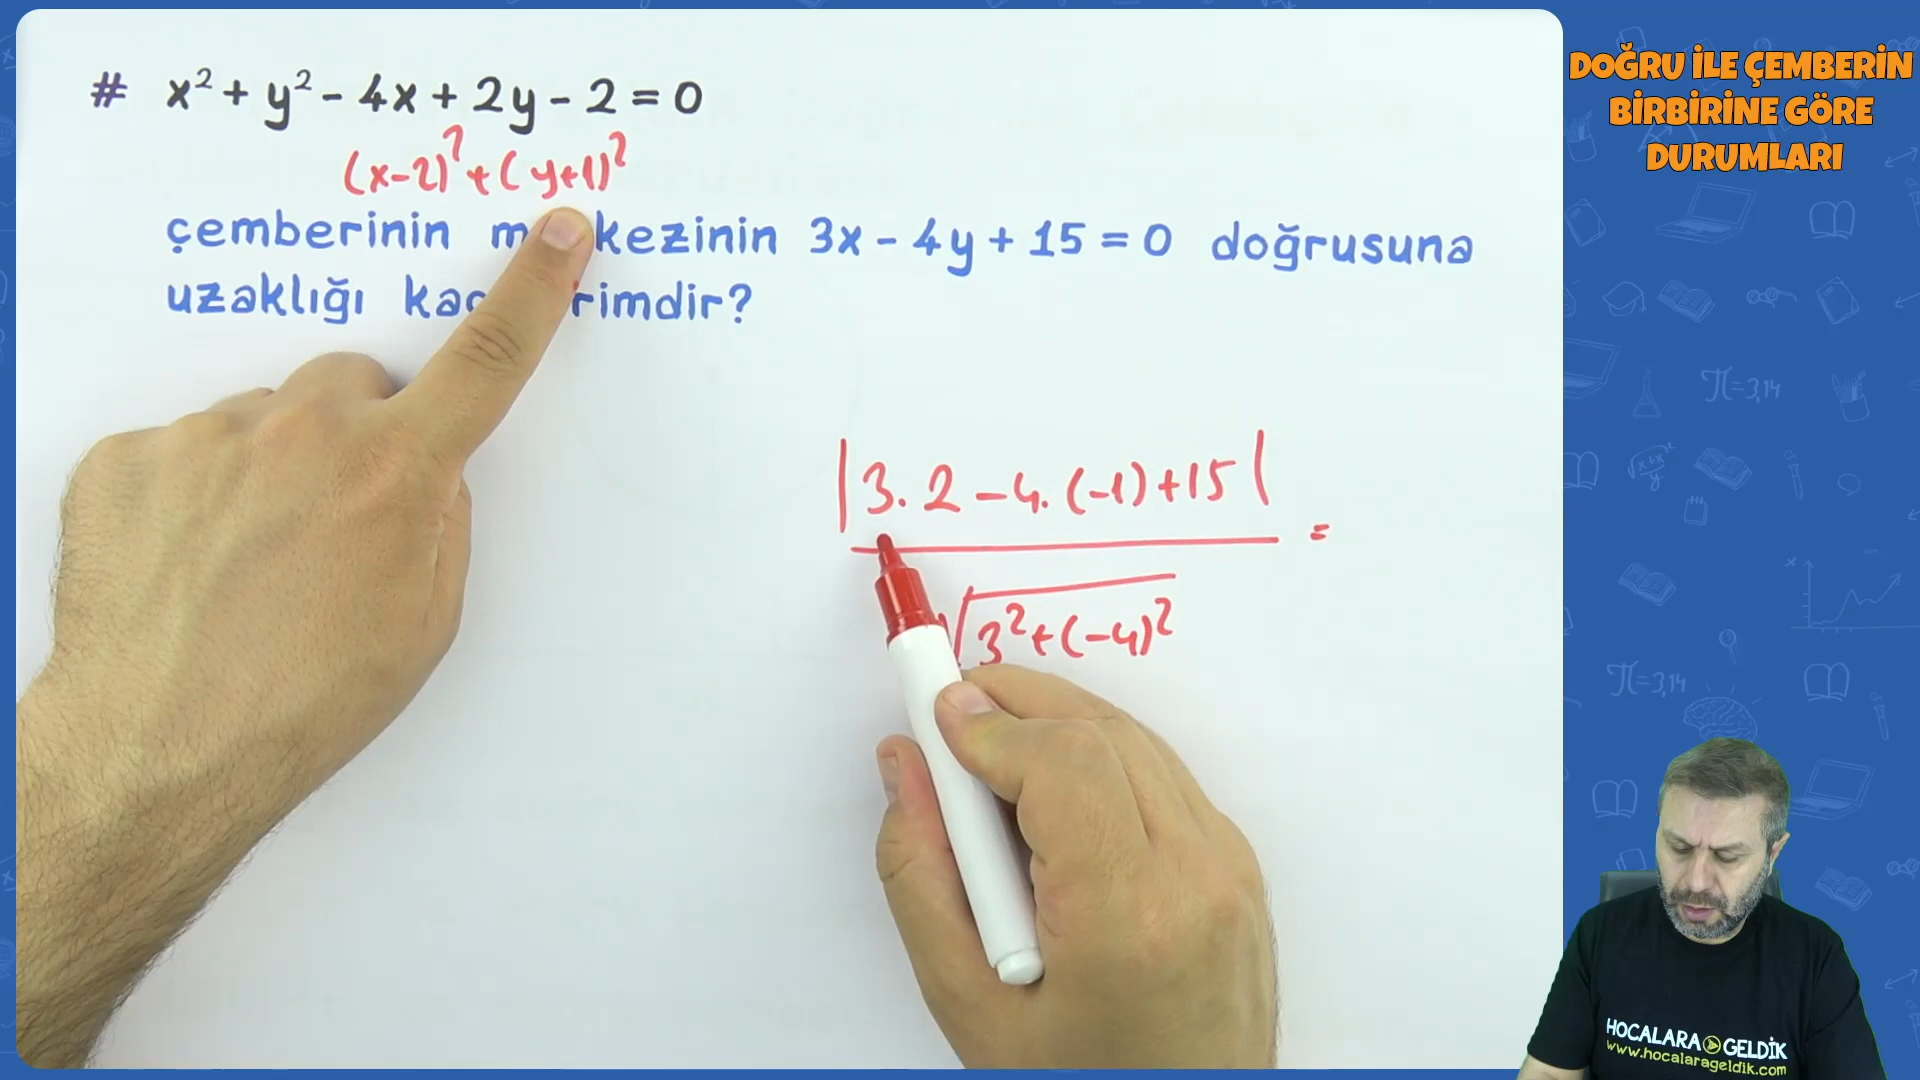 # x² + y² - 4x + 2y - 2 = 0
(x-2)² + (y+1)²
çemberinin kezinin 3x - 4y + 15 = 0 doğrusuna
uzaklığı
|3.2 - 4.(-1) + 15| =
√3² + (-4)²
DOĞRU İLE ÇEMBERİN
BİRBİRİNE GÖRE
DURUMLARI
π=3,14
π=3,14
HOCALARA GELDİK
www.hocalarageldik.com